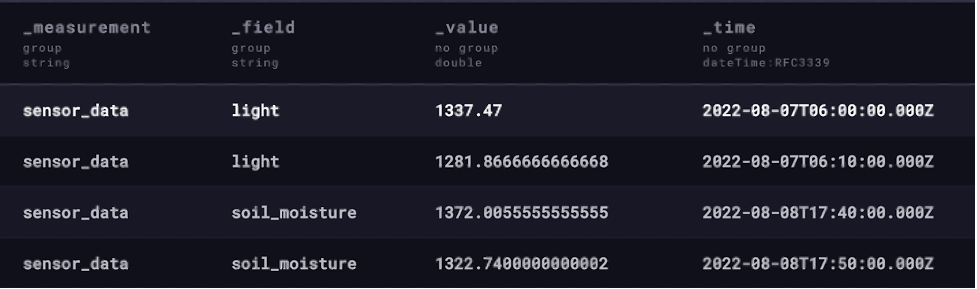 _measurement _field _value _time
group group no group no group
string string double dateTime:RFC3339
sensor_data light 1337.47 2022-08-07T06:00:00.000Z
sensor_data light 1281.8666666666668 2022-08-07T06:10:00.000Z
sensor_data soil_moisture 1372.0055555555555 2022-08-08T17:40:00.000Z
sensor_data soil_moisture 1322.7400000000002 2022-08-08T17:50:00.000Z